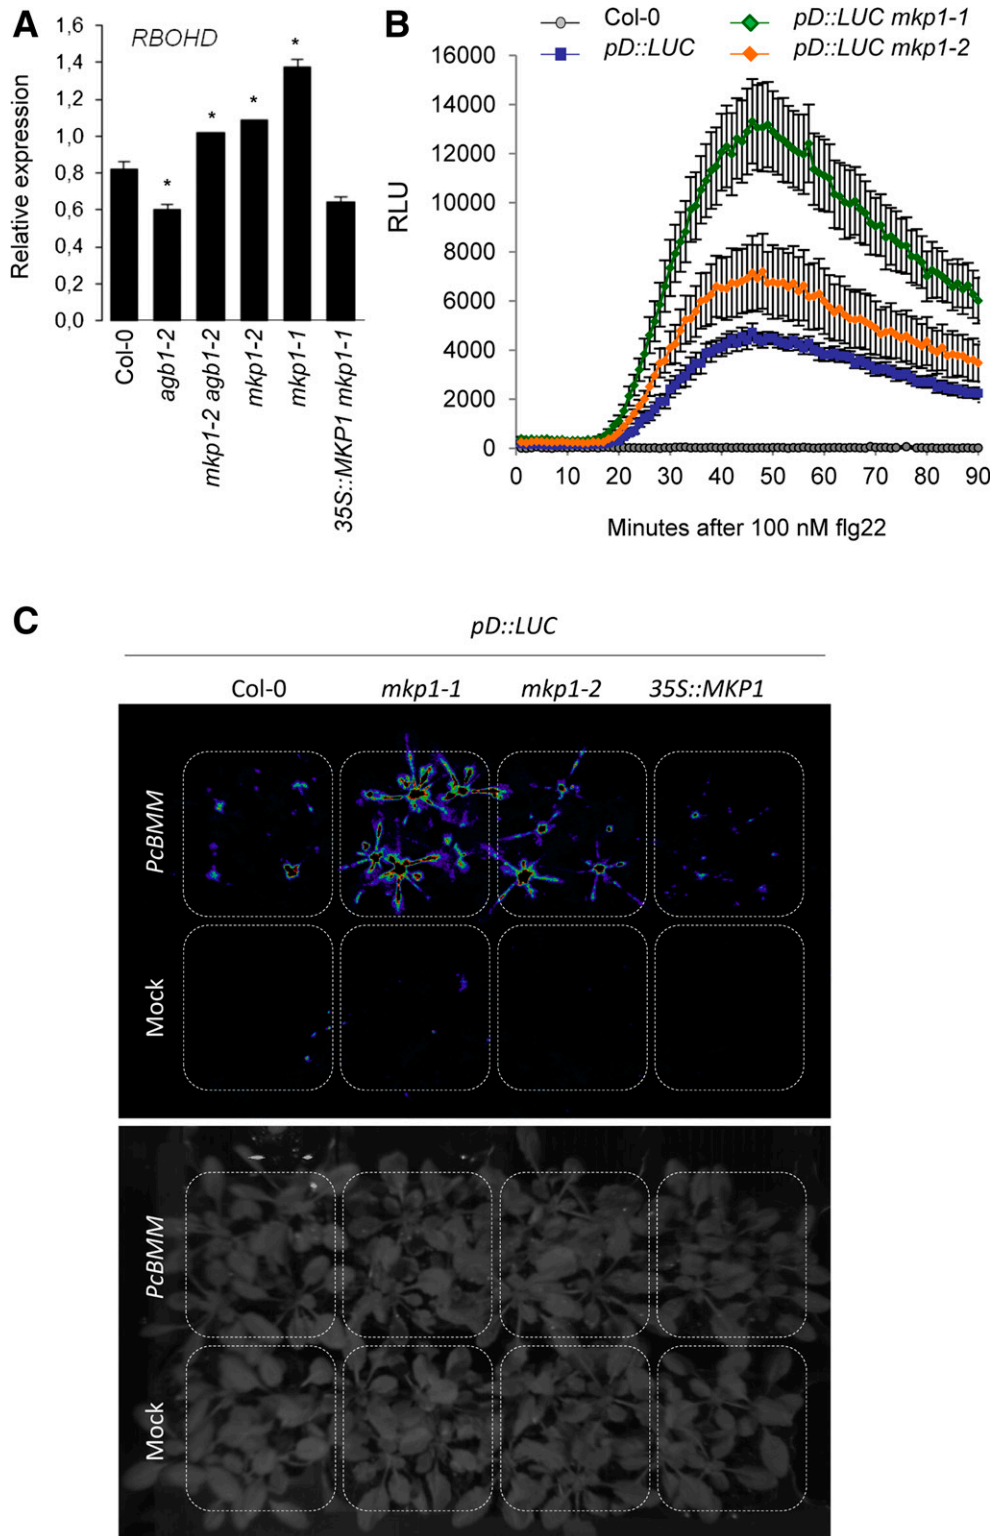 A
RBOHD
Relative expression
1,6
1,4
1,2
1,0
0,8
0,6
0,4
0,2
0,0
*
*
*
*
Col-0
agb1-2
mkp1-2 agb1-2
mkp1-2
mkp1-1
35S::MKP1 mkp1-1
B
Col-0
pD::LUC mkp1-1
pD::LUC
pD::LUC mkp1-2
RLU
16000
14000
12000
10000
8000
6000
4000
2000
0
0 10 20 30 40 50 60 70 80 90
Minutes after 100 nM flg22
C
pD::LUC
Col-0 mkp1-1 mkp1-2 35S::MKP1
PcBMM
Mock
PcBMM
Mock